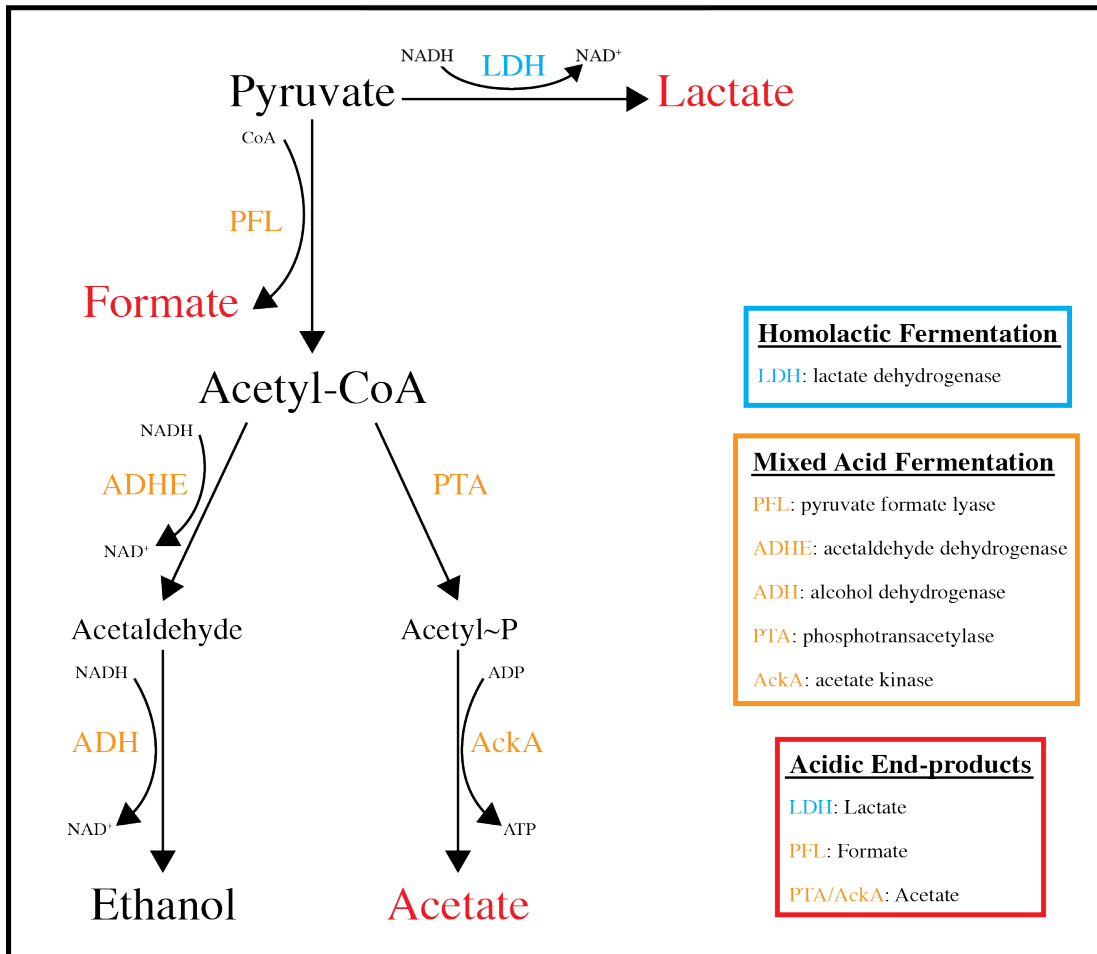 NADH LDH NAD⁺
Pyruvate Lactate
CoA
PFL
Formate
Acetyl-CoA
NADH
ADHE PTA
NAD⁺
Acetaldehyde Acetyl~P
NADH ADP
ADH AckA
NAD⁺ ATP
Ethanol Acetate
Homolactic Fermentation
LDH: lactate dehydrogenase
Mixed Acid Fermentation
PFL: pyruvate formate lyase
ADHE: acetaldehyde dehydrogenase
ADH: alcohol dehydrogenase
PTA: phosphotransacetylase
AckA: acetate kinase
Acidic End-products
LDH: Lactate
PFL: Formate
PTA/AckA: Acetate